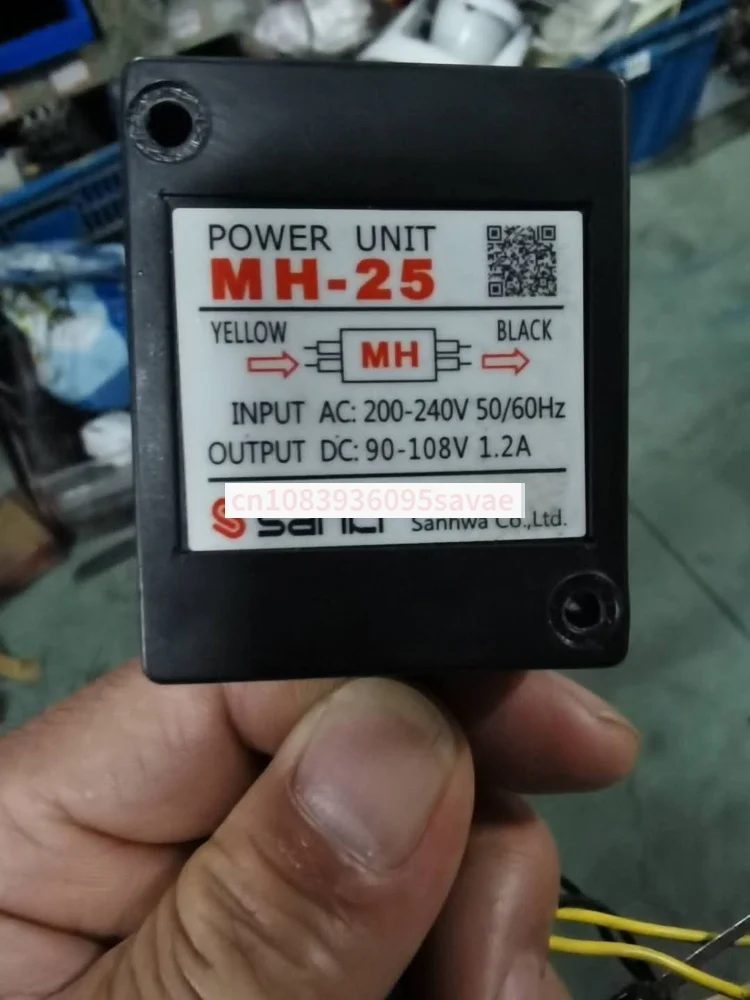 POWER UNIT
MH-25
YELLOW
BLACK
MH
INPUT AC: 200-240V 50/60Hz
OUTPUT DC: 90-108V 1.2A
cn1083936095savae
Sannwa Co.,Ltd.